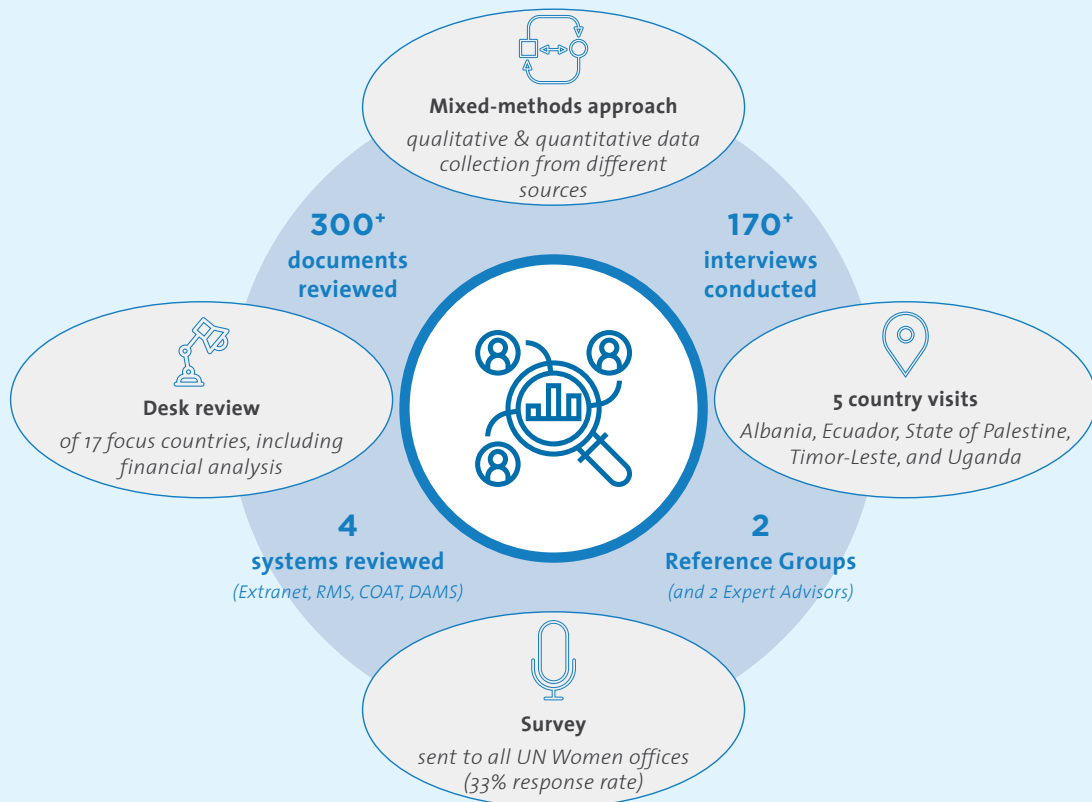 Mixed-methods approach
qualitative & quantitative data
collection from different
sources
300+
documents
reviewed
170+
interviews
conducted
Desk review
of 17 focus countries, including
financial analysis
5 country visits
Albania, Ecuador, State of Palestine,
Timor-Leste, and Uganda
4
systems reviewed
(Extranet, RMS, COAT, DAMS)
2
Reference Groups
(and 2 Expert Advisors)
Survey
sent to all UN Women offices
(33% response rate)